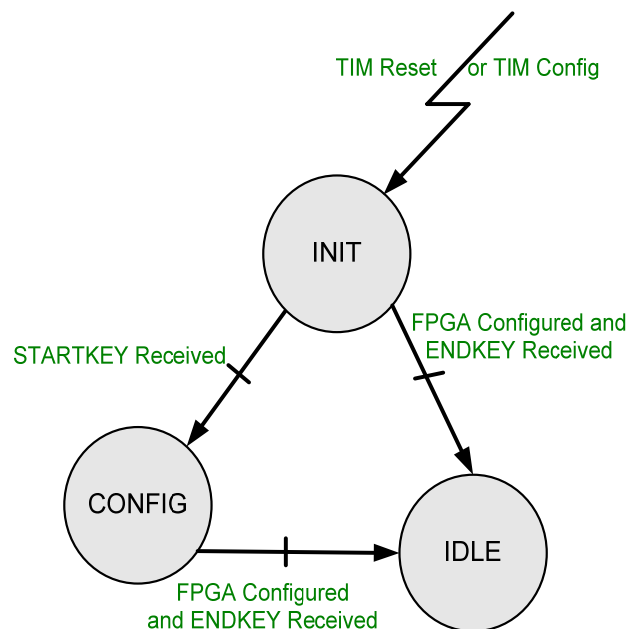 TIM Reset or TIM Config
INIT
FPGA Configured and
ENDKEY Received
STARTKEY Received
CONFIG
IDLE
FPGA Configured
and ENDKEY Received